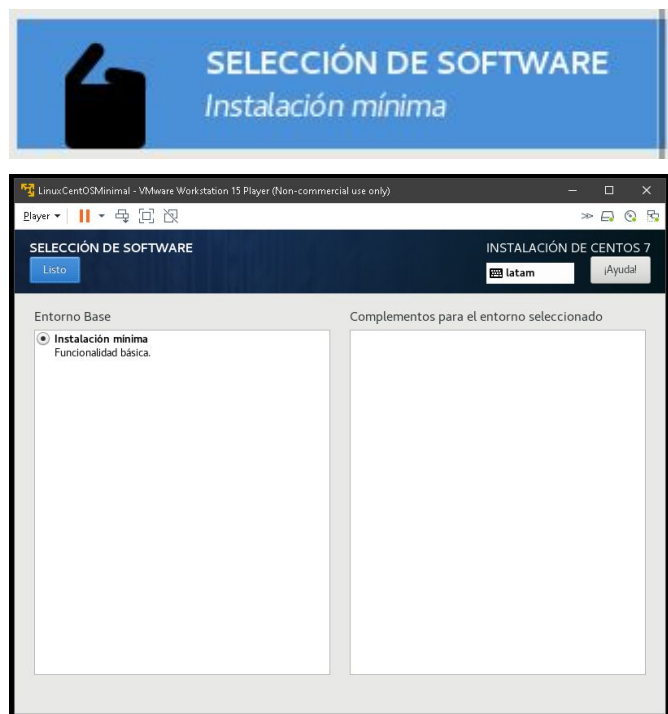 SELECCIÓN DE SOFTWARE
Instalación mínima
LinuxCentOSMinimal - VMware Workstation 15 Player (Non-commercial use only)
Player
SELECCIÓN DE SOFTWARE
INSTALACIÓN DE CENTOS 7
Listo
latam
¡Ayuda!
Entorno Base
Complementos para el entorno seleccionado
Instalación mínima
Funcionalidad básica.